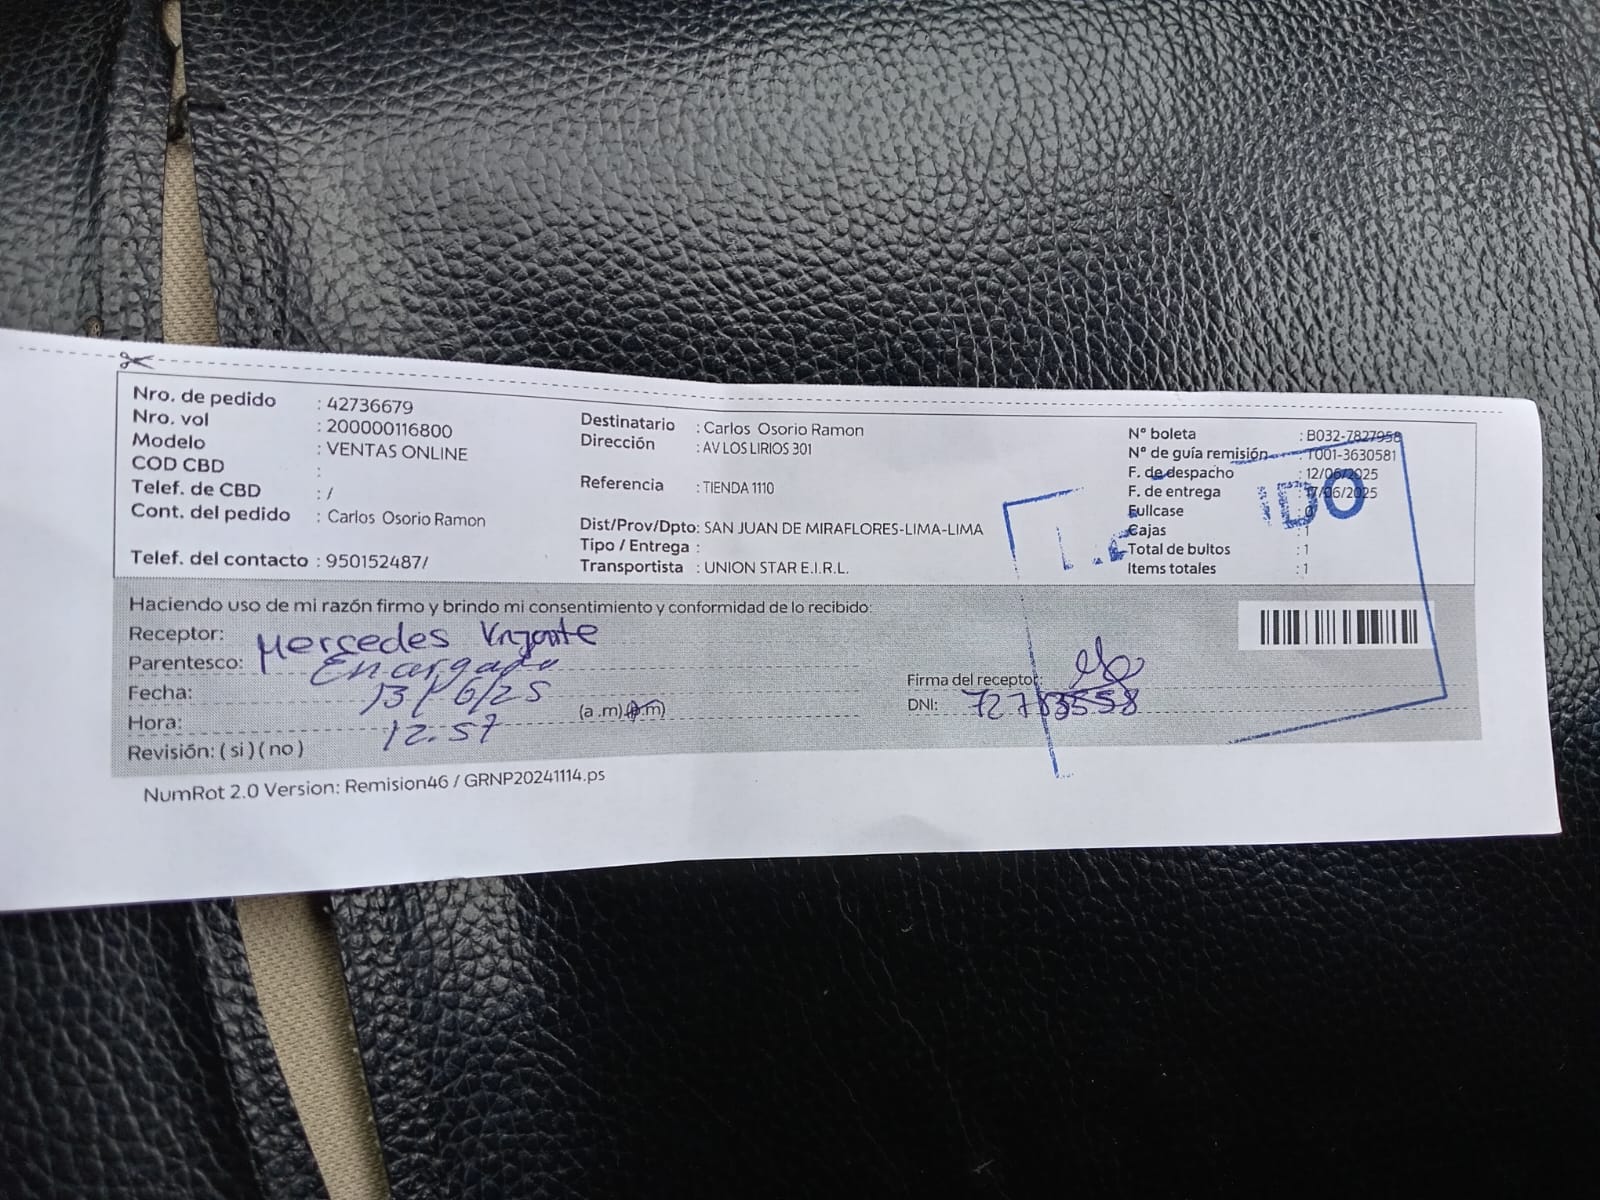 Nro. de pedido : 42736679
Nro. vol : 200000116800
Modelo : VENTAS ONLINE
COD CBD :
Telef. de CBD : /
Cont. del pedido : Carlos Osorio Ramon
Telef. del contacto : 950152487/
Destinatario : Carlos Osorio Ramon
Dirección : AV LOS LIRIOS 301
Referencia : TIENDA 1110
Dist/Prov/Dpto: SAN JUAN DE MIRAFLORES-LIMA-LIMA
Tipo / Entrega :
Transportista : UNION STAR E.I.R.L.
N° boleta : B032-7827958
N° de guía remisión : T001-3630581
F. de despacho : 12/06/2025
F. de entrega : 17/06/2025
Fullcase : 0
Cajas : 1
Total de bultos : 1
Items totales : 1
IDO
Haciendo uso de mi razón firmo y brindo mi consentimiento y conformidad de lo recibido:
Receptor: Mercedes
Parentesco: Encargado
Fecha: 13/6/25
Hora: 12:57 (a .m) (p.m)
Revisión: ( si ) ( no )
Firma del receptor:
DNI: 72783558
NumRot 2.0 Version: Remision46 / GRNP20241114.ps